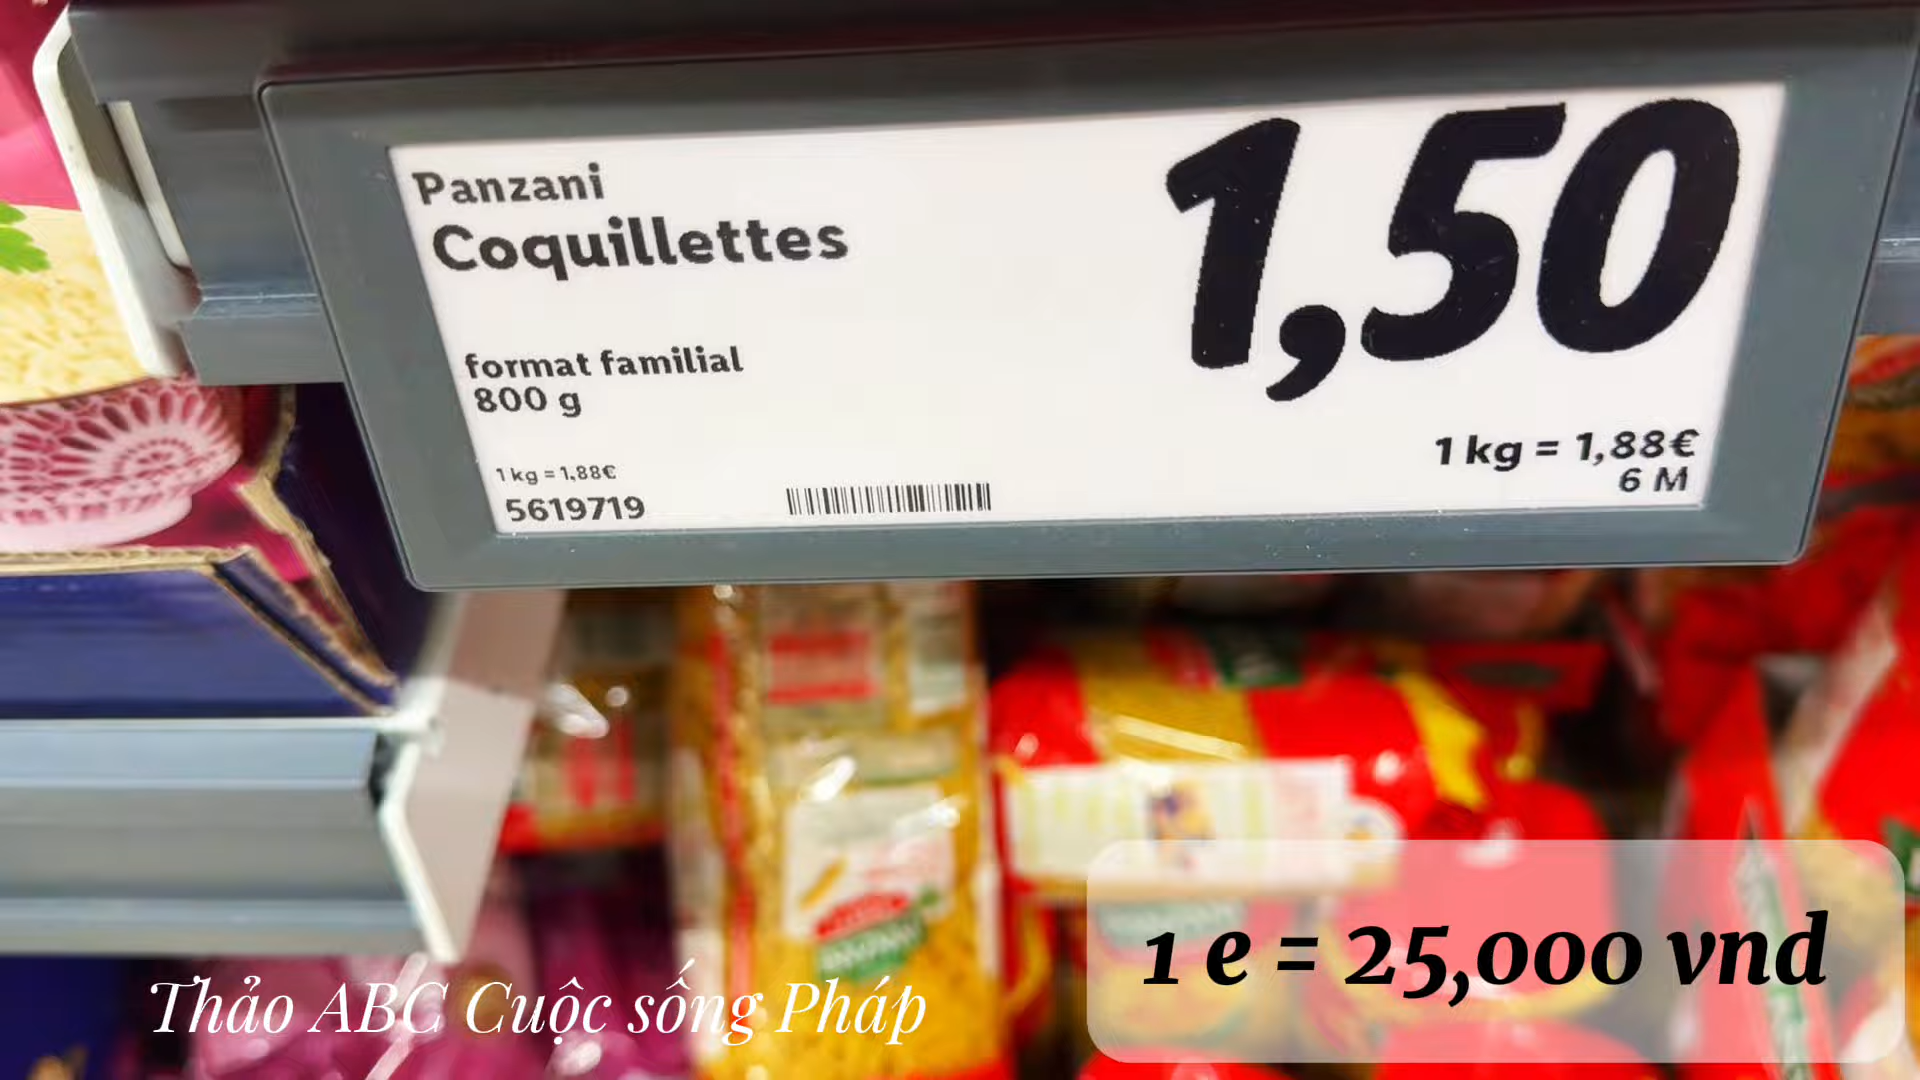 Panzani
Coquillettes
1,50
format familial
800 g
1 kg = 1,88€
6 M
1 kg = 1,88€
5619719
1 e = 25,000 vnd
Thảo ABC Cuộc sống Pháp